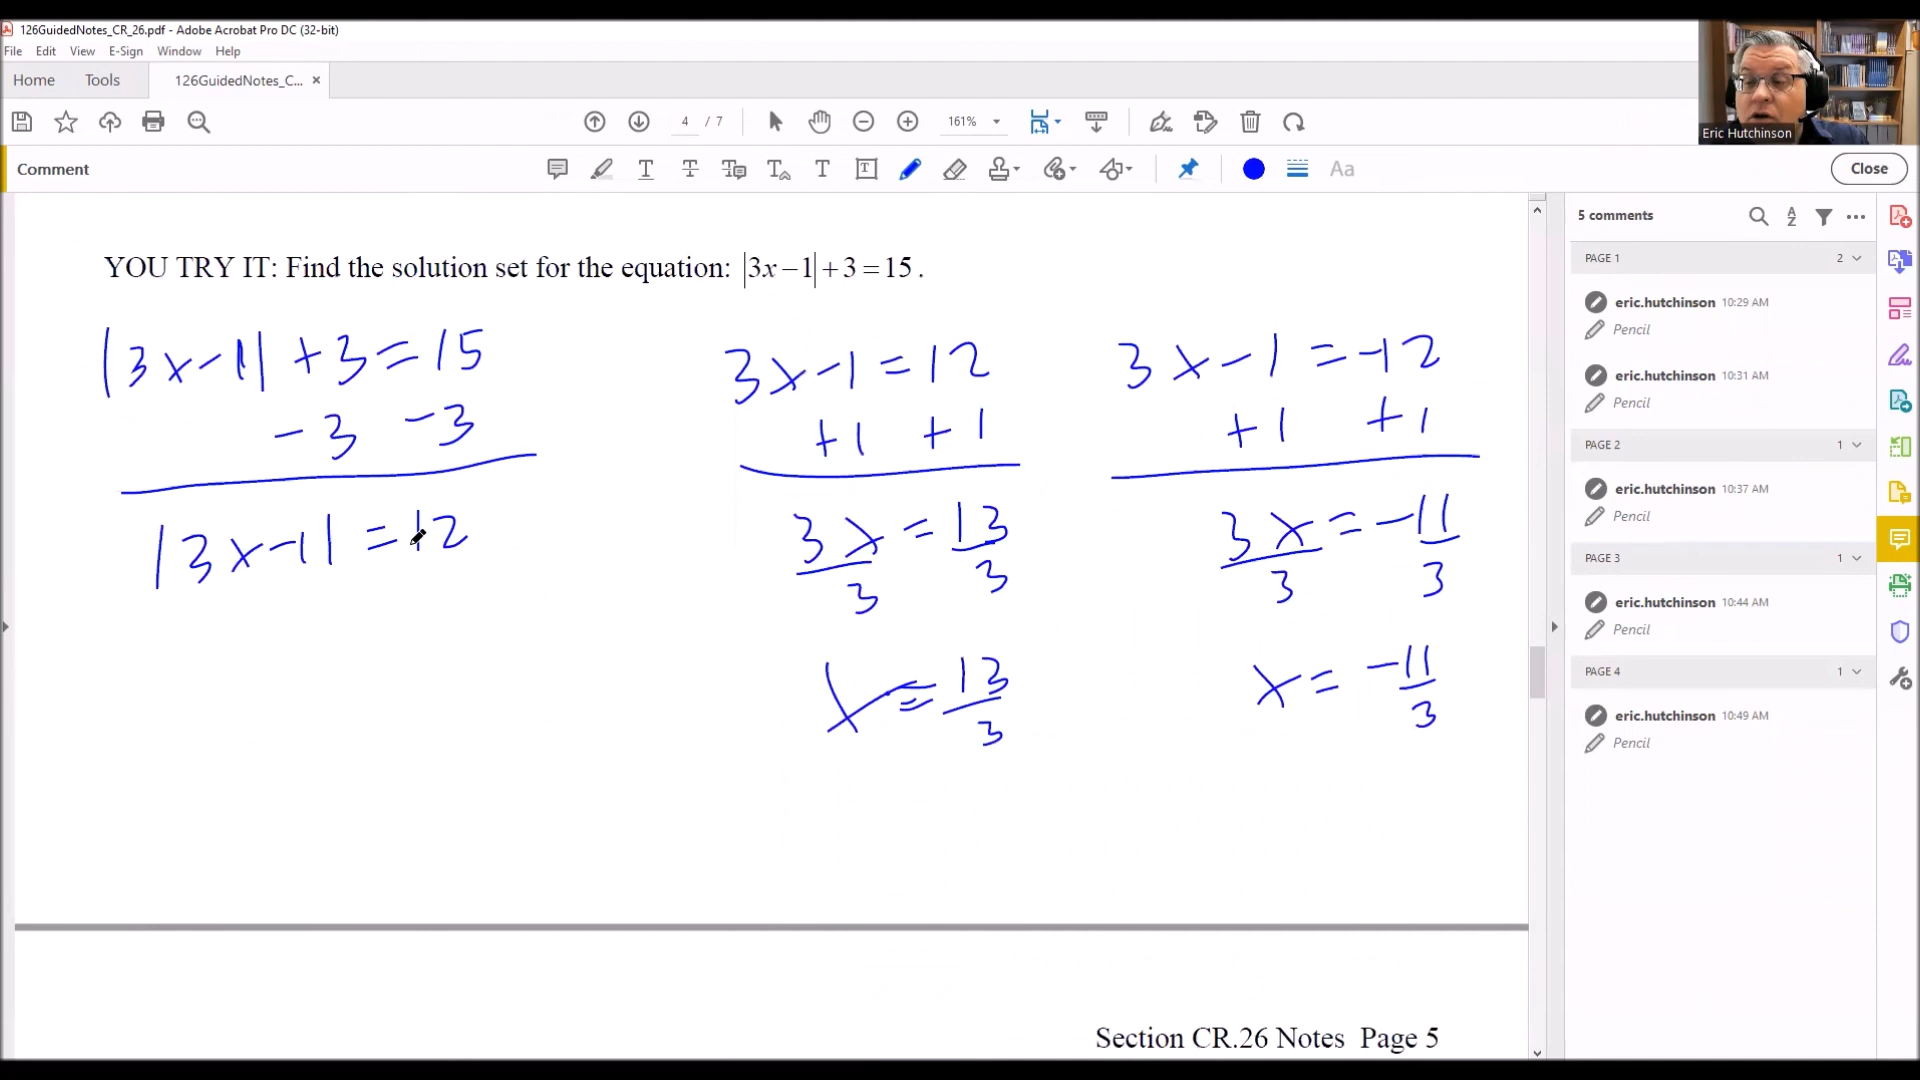 126GuidedNotes_CR_26.pdf - Adobe Acrobat Pro DC (32-bit)
File Edit View E-Sign Window Help
Home Tools 126GuidedNotes_C... ×
4 / 7 161%
Comment
Close
Eric Hutchinson
YOU TRY IT: Find the solution set for the equation: |3x−1|+3=15.
|3x-1| +3=15
-3 -3
|3x-1| =12
3x-1=12
+1 +1
3x = 13
3 3
x = 13
3
3x-1=-12
+1 +1
3x=-11
3 3
x = -11
3
Section CR.26 Notes Page 5
5 comments
PAGE 1 2
eric.hutchinson 10:29 AM
Pencil
eric.hutchinson 10:31 AM
Pencil
PAGE 2 1
eric.hutchinson 10:37 AM
Pencil
PAGE 3 1
eric.hutchinson 10:44 AM
Pencil
PAGE 4 1
eric.hutchinson 10:49 AM
Pencil